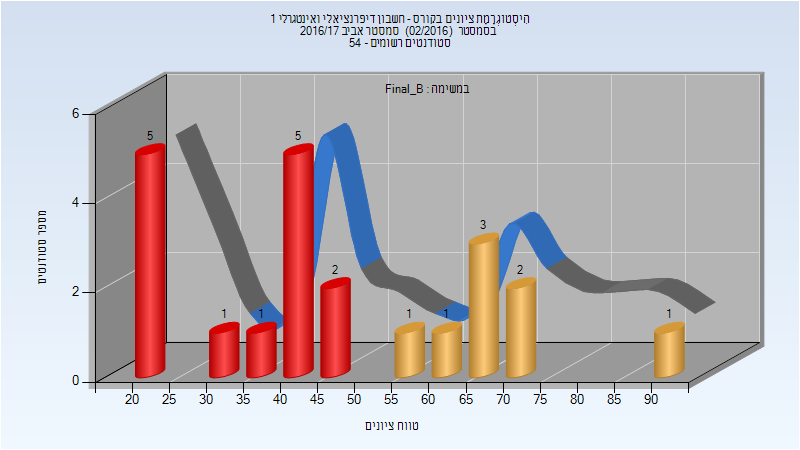 היסטוגרמת ציונים בקורס - חשבון דיפרנציאלי ואינטגרלי 1
בסמסטר (02/2016) סמסטר אביב 2016/17
סטודנטים רשומים - 54
במשימה : Final_B
מספר סטודנטים
6
4
2
0
5
1
1
5
2
1
1
3
2
1
20 25 30 35 40 45 50 55 60 65 70 75 80 85 90
טווח ציונים